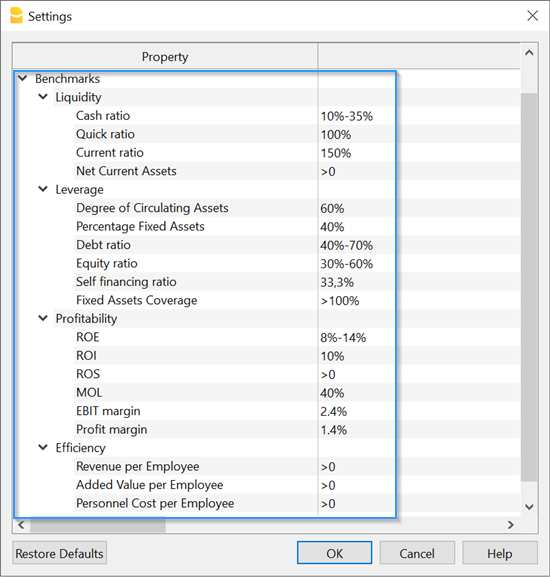 Settings
Property
Benchmarks
Liquidity
Cash ratio 10%-35%
Quick ratio 100%
Current ratio 150%
Net Current Assets >0
Leverage
Degree of Circulating Assets 60%
Percentage Fixed Assets 40%
Debt ratio 40%-70%
Equity ratio 30%-60%
Self financing ratio 33,3%
Fixed Assets Coverage >100%
Profitability
ROE 8%-14%
ROI 10%
ROS >0
MOL 40%
EBIT margin 2.4%
Profit margin 1.4%
Efficiency
Revenue per Employee >0
Added Value per Employee >0
Personnel Cost per Employee >0
Restore Defaults OK Cancel Help